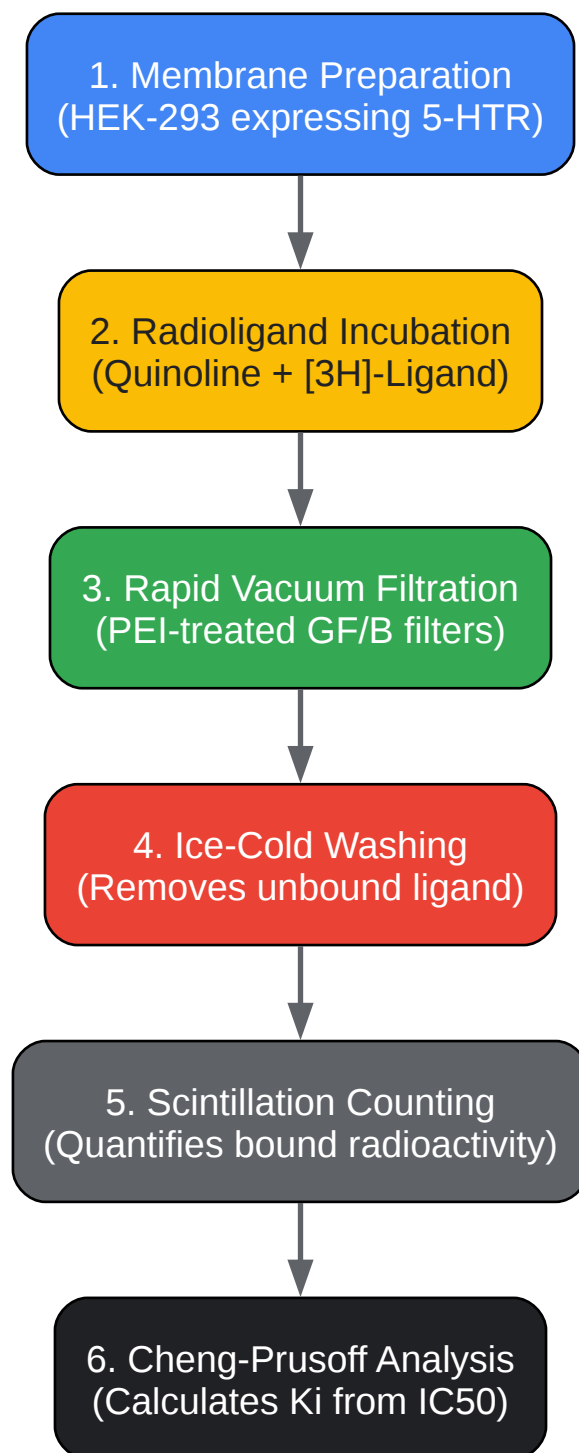 1. Membrane Preparation
(HEK-293 expressing 5-HTR)
2. Radioligand Incubation
(Quinoline + [3H]-Ligand)
3. Rapid Vacuum Filtration
(PEI-treated GF/B filters)
4. Ice-Cold Washing
(Removes unbound ligand)
5. Scintillation Counting
(Quantifies bound radioactivity)
6. Cheng-Prusoff Analysis
(Calculates Ki from IC50)